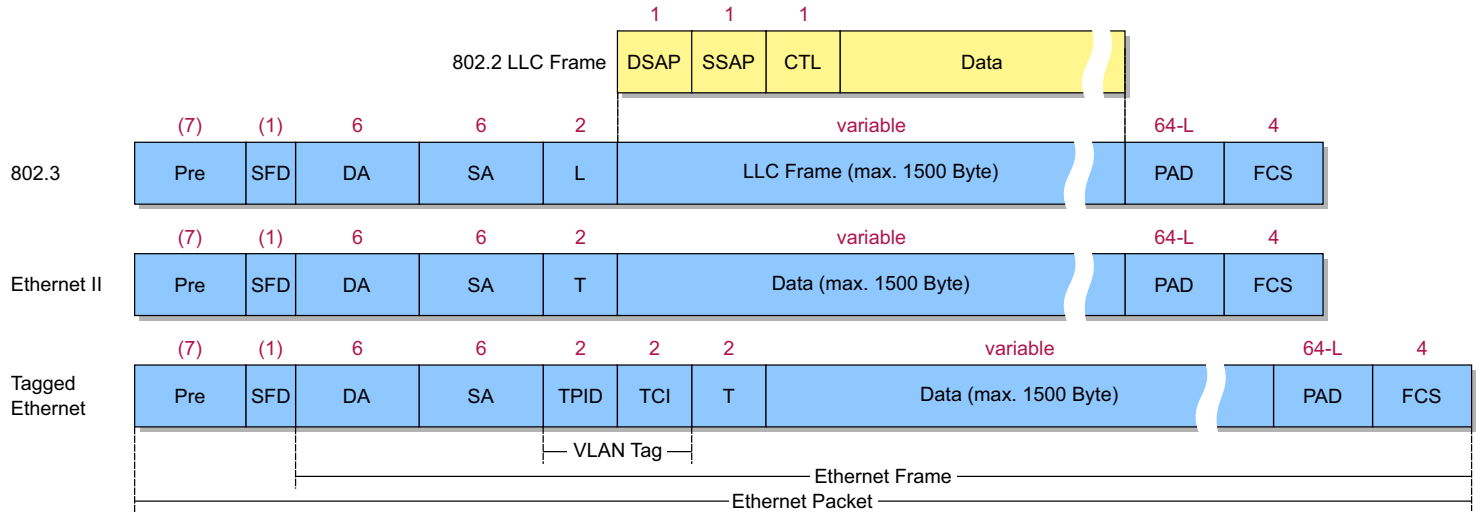 1 1 1
802.2 LLC Frame DSAP SSAP CTL Data
(7) (1) 6 6 2 variable 64-L 4
802.3 Pre SFD DA SA L LLC Frame (max. 1500 Byte) PAD FCS
(7) (1) 6 6 2 variable 64-L 4
Ethernet II Pre SFD DA SA T Data (max. 1500 Byte) PAD FCS
(7) (1) 6 6 2 2 2 variable 64-L 4
Tagged
Ethernet Pre SFD DA SA TPID TCI T Data (max. 1500 Byte) PAD FCS
VLAN Tag
Ethernet Frame
Ethernet Packet